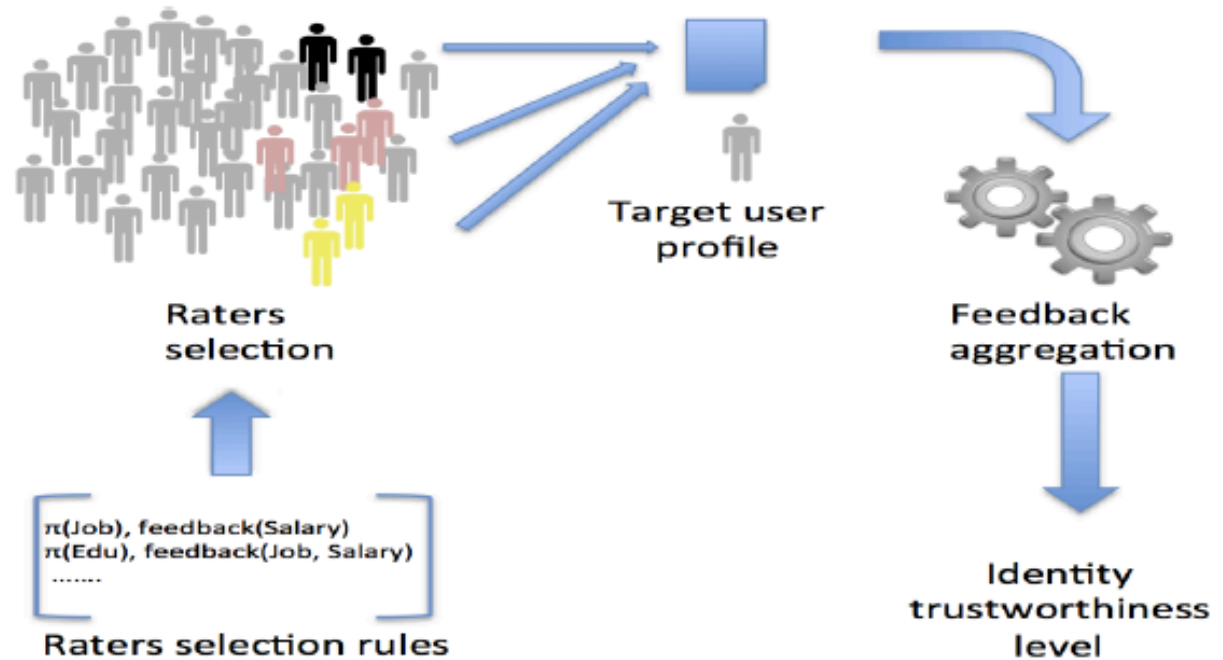 Target user
profile
Raters
selection
Feedback
aggregation
π(Job), feedback(Salary)
π(Edu), feedback(Job, Salary)
.......
Raters selection rules
Identity
trustworthiness
level